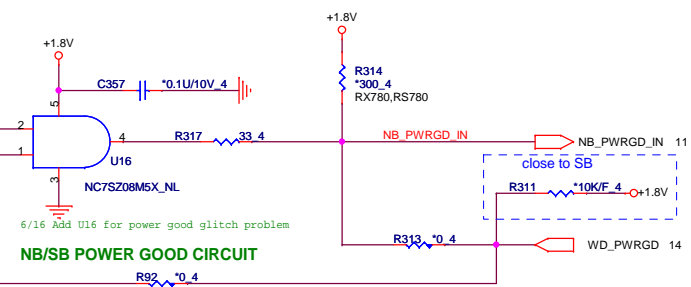 +1.8V
+1.8V
C357 *0.1U/10V_4
R314
*300_4
RX780,RS780
5
2
1
4
3
U16
R317 33_4
NB_PWRGD_IN
NB_PWRGD_IN 11
close to SB
NC7SZ08M5X_NL
R311 *10K/F_4 +1.8V
6/16 Add U16 for power good glitch problem
R313 *0_4
WD_PWRGD 14
NB/SB POWER GOOD CIRCUIT
R92 *0_4